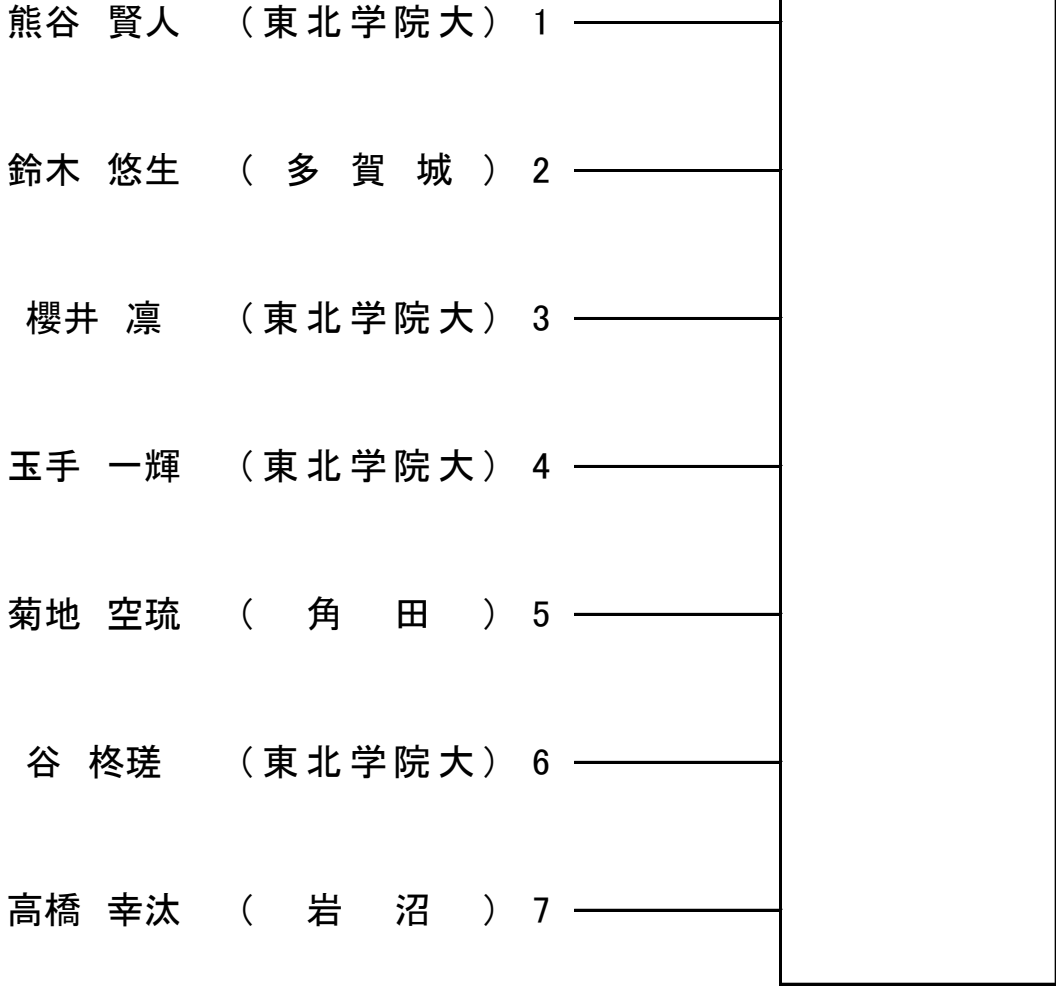 熊谷 賢人 （東北学院大） 1
鈴木 悠生 （ 多 賀 城 ） 2
櫻井 凛 （東北学院大） 3
玉手 一輝 （東北学院大） 4
菊地 空琉 （ 角 田 ） 5
谷 柊瑳 （東北学院大） 6
高橋 幸汰 （ 岩 沼 ） 7